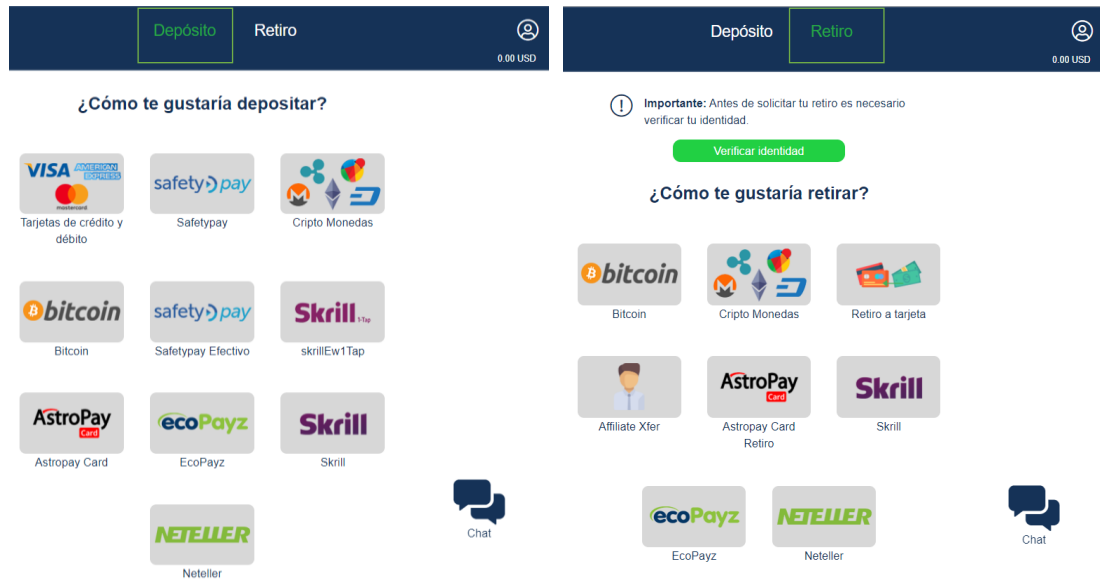 Depósito Retiro
0.00 USD
¿Cómo te gustaría depositar?
VISA AMERICAN EXPRESS
mastercard
safetypay
Tarjetas de crédito y
débito
Safetypay
Cripto Monedas
bitcoin
safetypay
Skrill 1-Tap
Bitcoin
Safetypay Efectivo
skrillEw1Tap
AstroPay
Card
ecoPayz
Skrill
Astropay Card
EcoPayz
Skrill
Chat
NETELLER
Neteller
Depósito Retiro
0.00 USD
Importante: Antes de solicitar tu retiro es necesario
verificar tu identidad.
Verificar identidad
¿Cómo te gustaría retirar?
bitcoin
Bitcoin
Cripto Monedas
Retiro a tarjeta
AstroPay
Card
Skrill
Affiliate Xfer
Astropay Card
Retiro
Skrill
ecoPayz
NETELLER
EcoPayz
Neteller
Chat